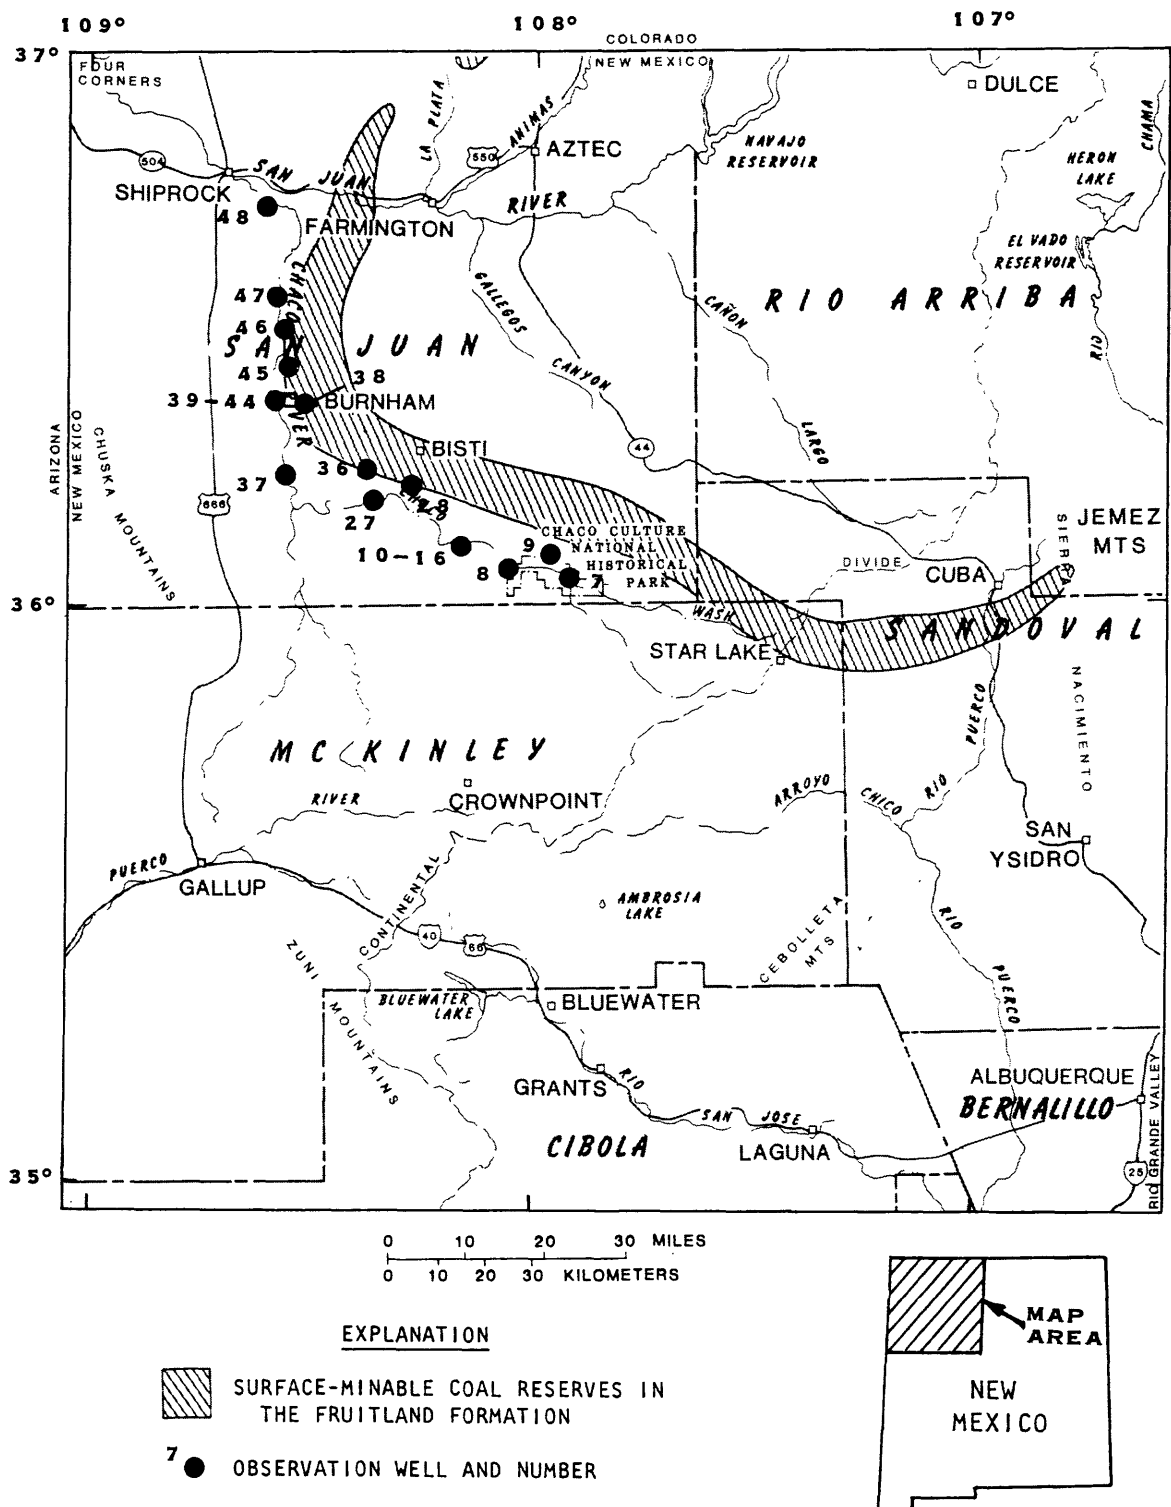 109°
108°
107°
37°
COLORADO
NEW MEXICO
FOUR
CORNERS
LA PLATA
ANIMAS
DULCE
CHAMA
504
550
AZTEC
NAVAJO
RESERVOIR
HERON
LAKE
SAN JUAN RIVER
SHIPROCK
48
FARMINGTON
EL VADO
RESERVOIR
CHACO RIVER
47
GALLEGOS CANYON
CAÑON LARGO
RIO ARRIBA
RIO
46
SAN JUAN
45
38
39-44
BURNHAM
ARIZONA
NEW MEXICO
CHUSKA MOUNTAINS
BISTI
44
36
37
666
28
CHACO
27
CHACO CULTURE
NATIONAL
HISTORICAL
PARK
10-16
9
8
7
JEMEZ
MTS
SIERRA
DIVIDE
CUBA
36°
WASH
SANDOVAL
STAR LAKE
NACIMIENTO
PUERCO
MC KINLEY
RIVER
CROWNPOINT
ARROYO
CHICO
RIO
SAN
YSIDRO
PUERCO
GALLUP
CONTINENTAL
AMBROSIA
LAKE
CEBOLLETA
MTS
RIO
PUERCO
40
66
ZUNI
MOUNTAINS
BLUEWATER
LAKE
BLUEWATER
GRANTS
RIO
SAN JOSE
ALBUQUERQUE
BERNALILLO
CIBOLA
LAGUNA
RIO GRANDE VALLEY
25
35°
0 10 20 30 MILES
0 10 20 30 KILOMETERS
EXPLANATION
SURFACE-MINABLE COAL RESERVES IN
THE FRUITLAND FORMATION
7
OBSERVATION WELL AND NUMBER
MAP
AREA
NEW
MEXICO